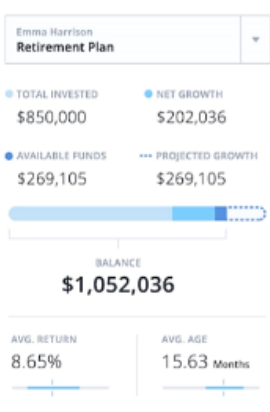 Emma Harrison
Retirement Plan
TOTAL INVESTED NET GROWTH
$850,000 $202,036
AVAILABLE FUNDS PROJECTED GROWTH
$269,105 $269,105
BALANCE
$1,052,036
AVG. RETURN AVG. AGE
8.65% 15.63 Months